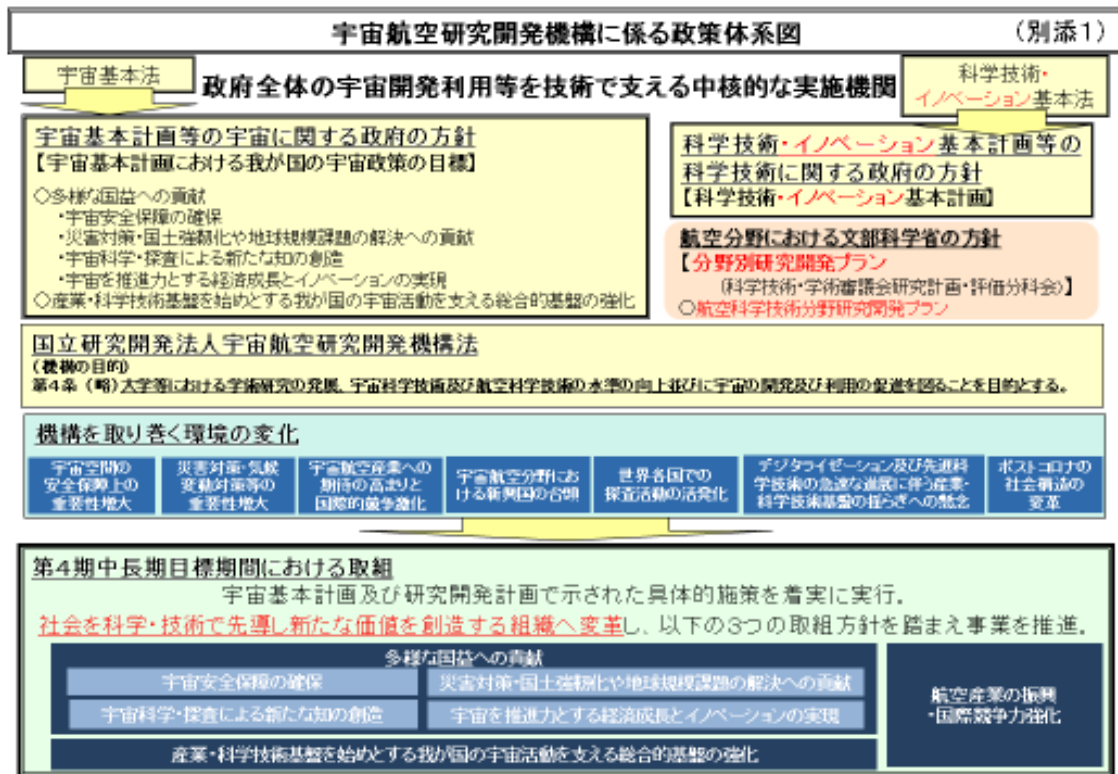 宇宙航空研究開発機構に係る政策体系図
(別添1)
宇宙基本法
政府全体の宇宙開発利用等を技術で支える中核的な実施機関
科学技術・
イノベーション基本法
宇宙基本計画等の宇宙に関する政府の方針
【宇宙基本計画における我が国の宇宙政策の目標】
○多様な国益への貢献
・宇宙安全保障の確保
・災害対策・国土強靱化や地球規模課題の解決への貢献
・宇宙科学・探査による新たな知の創造
・宇宙を推進力とする経済成長とイノベーションの実現
○産業・科学技術基盤を始めとする我が国の宇宙活動を支える総合的基盤の強化
科学技術・イノベーション基本計画等の
科学技術に関する政府の方針
【科学技術・イノベーション基本計画】
航空分野における文部科学省の方針
【分野別研究開発プラン
(科学技術・学術審議会研究計画・評価分科会)】
○航空科学技術分野研究開発プラン
国立研究開発法人宇宙航空研究開発機構法
(機構の目的)
第4条 (略) 大学等における学術研究の発展、宇宙科学技術及び航空科学技術の水準の向上並びに宇宙の開発及び利用の促進を図ることを目的とする。
機構を取り巻く環境の変化
宇宙空間の
安全保障上の
重要性増大
災害対策・気候
変動対策等の
重要性増大
宇宙航空産業への
期待の高まりと
国際的競争激化
宇宙航空分野にお
ける新興国の台頭
世界各国での
探査活動の活発化
デジタライゼーション及び先進科
学技術の急速な進展に伴う産業・
科学技術基盤の揺らぎへの懸念
ポストコロナの
社会構造の
変革
第4期中長期目標期間における取組
宇宙基本計画及び研究開発計画で示された具体的施策を着実に実行。
社会を科学・技術で先導し新たな価値を創造する組織へ変革し、以下の3つの取組方針を踏まえ事業を推進。
多様な国益への貢献
宇宙安全保障の確保
災害対策・国土強靱化や地球規模課題の解決への貢献
宇宙科学・探査による新たな知の創造
宇宙を推進力とする経済成長とイノベーションの実現
産業・科学技術基盤を始めとする我が国の宇宙活動を支える総合的基盤の強化
航空産業の振興
・国際競争力強化